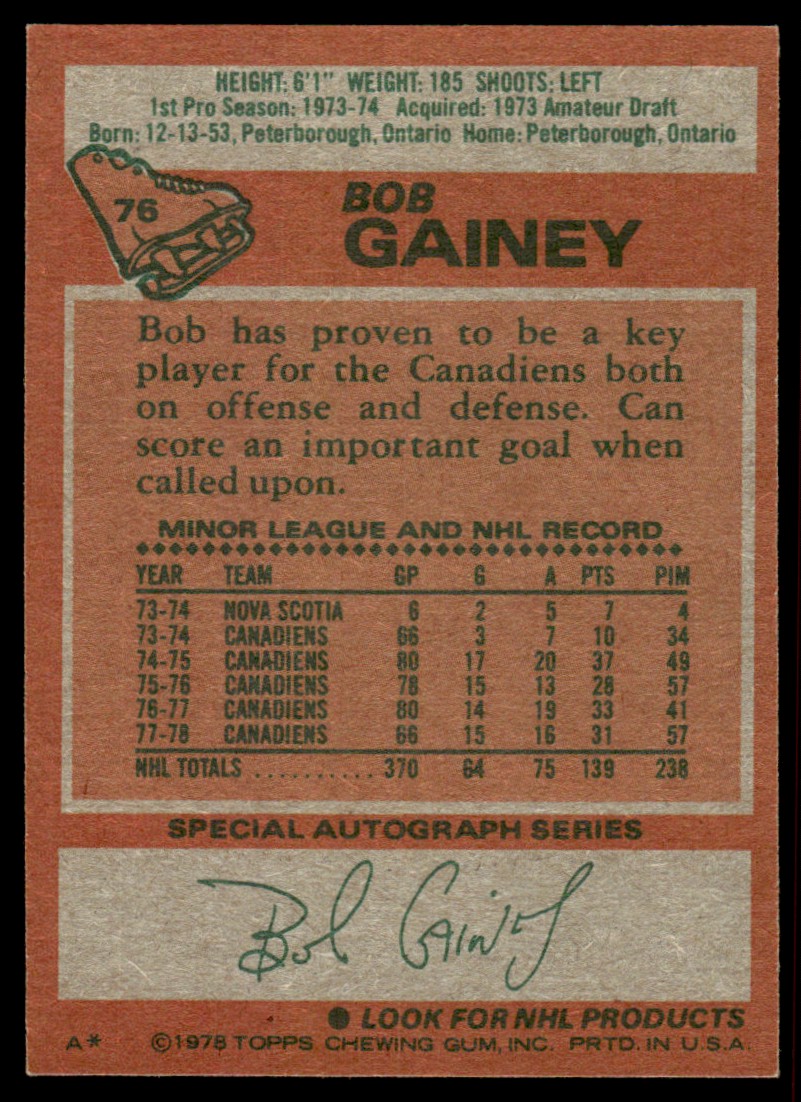 HEIGHT: 6'1" WEIGHT: 185 SHOOTS: LEFT
1st Pro Season: 1973-74 Acquired: 1973 Amateur Draft
Born: 12-13-53, Peterborough, Ontario Home: Peterborough, Ontario
76
BOB
GAINEY
Bob has proven to be a key
player for the Canadiens both
on offense and defense. Can
score an important goal when
called upon.
MINOR LEAGUE AND NHL RECORD
YEAR TEAM GP G A PTS PIM
73-74 NOVA SCOTIA 6 2 5 7 4
73-74 CANADIENS 66 3 7 10 34
74-75 CANADIENS 80 17 20 37 49
75-76 CANADIENS 78 15 13 28 57
76-77 CANADIENS 80 14 19 33 41
77-78 CANADIENS 66 15 16 31 57
NHL TOTALS .......... 370 64 75 139 238
SPECIAL AUTOGRAPH SERIES
Bob Gainey
● LOOK FOR NHL PRODUCTS
A* ©1978 TOPPS CHEWING GUM, INC. PRTD. IN U.S.A.